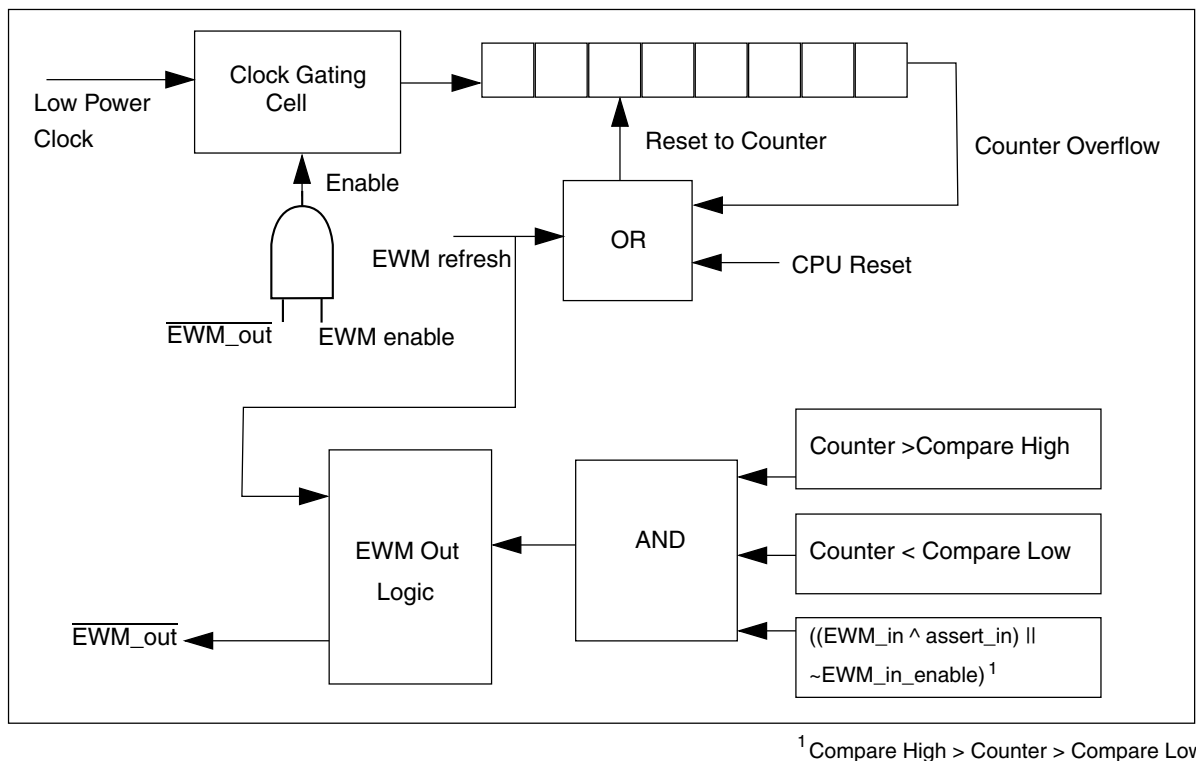 Low Power
Clock
Clock Gating
Cell
Enable
EWM_out
EWM enable
Reset to Counter
Counter Overflow
EWM refresh
OR
CPU Reset
EWM Out
Logic
EWM_out
AND
Counter >Compare High
Counter < Compare Low
((EWM_in ^ assert_in) ||
~EWM_in_enable) 1
1 Compare High > Counter > Compare Low